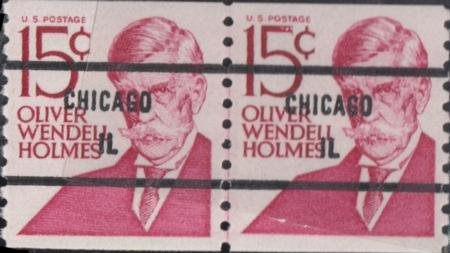 U.S. POSTAGE
15¢
OLIVER
WENDELL
HOLMES
CHICAGO
IL
U.S. POSTAGE
15¢
OLIVER
WENDELL
HOLMES
CHICAGO
IL